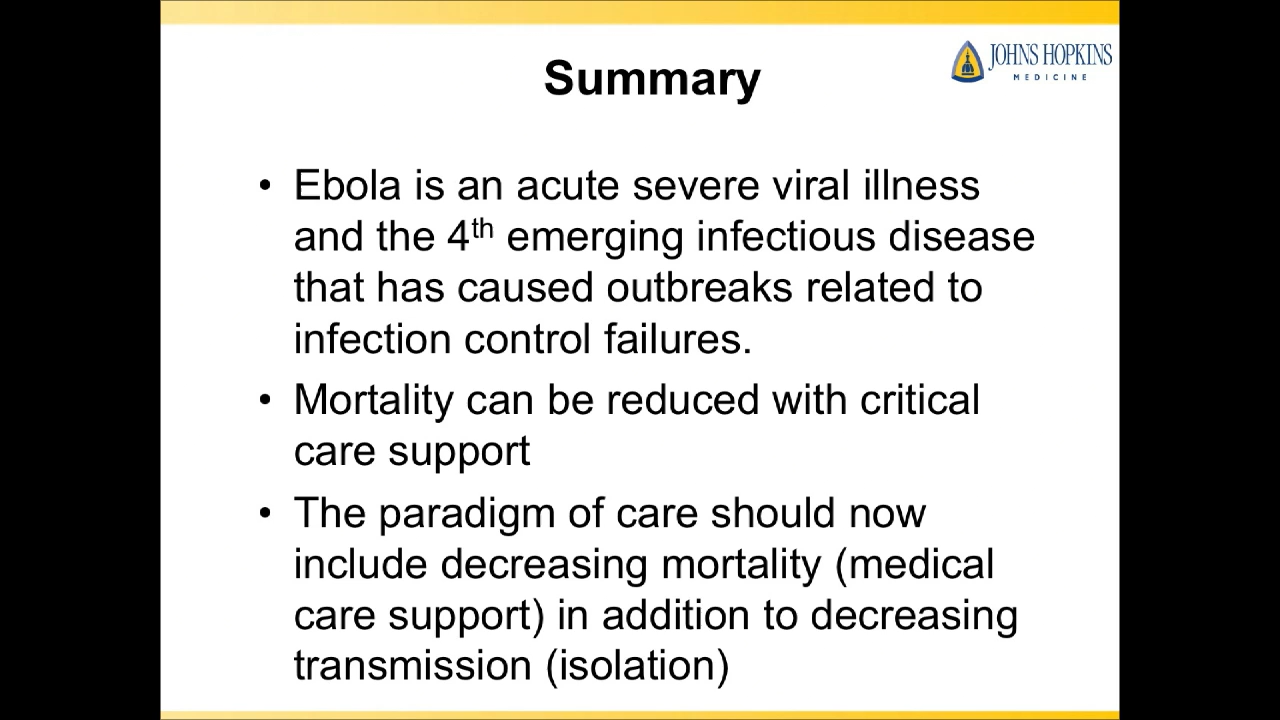 JOHNS HOPKINS
MEDICINE
Summary
• Ebola is an acute severe viral illness
and the 4th emerging infectious disease
that has caused outbreaks related to
infection control failures.
• Mortality can be reduced with critical
care support
• The paradigm of care should now
include decreasing mortality (medical
care support) in addition to decreasing
transmission (isolation)